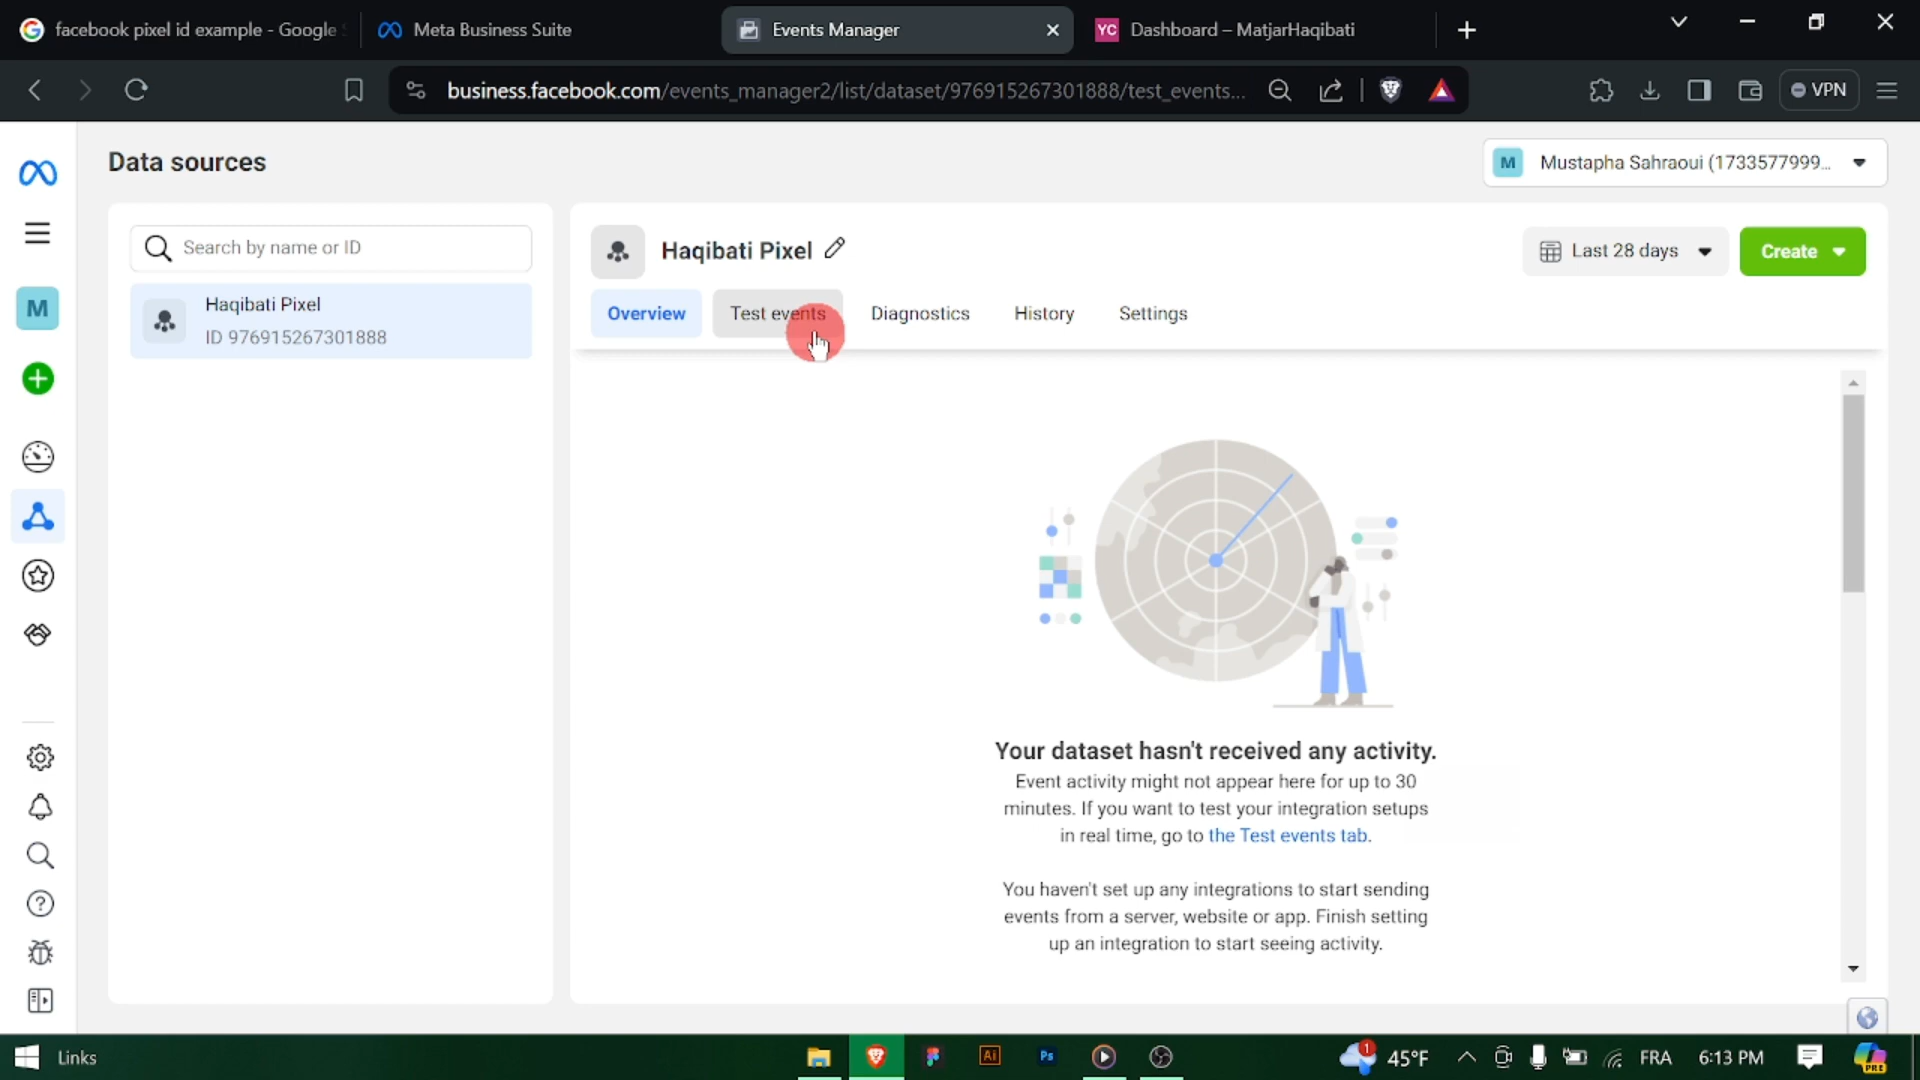 facebook pixel id example - Google
Meta Business Suite
Events Manager
YC
Dashboard – MatjarHaqibati
business.facebook.com/events_manager2/list/dataset/976915267301888/test_events...
VPN
Data sources
M
Mustapha Sahraoui (1733577999...
Search by name or ID
Haqibati Pixel
Last 28 days
Create
M
Haqibati Pixel
ID 976915267301888
Overview
Test events
Diagnostics
History
Settings
Your dataset hasn't received any activity.
Event activity might not appear here for up to 30
minutes. If you want to test your integration setups
in real time, go to the Test events tab.
You haven't set up any integrations to start sending
events from a server, website or app. Finish setting
up an integration to start seeing activity.
Links
Ai
Ps
1
45°F
FRA
6:13 PM
PRE